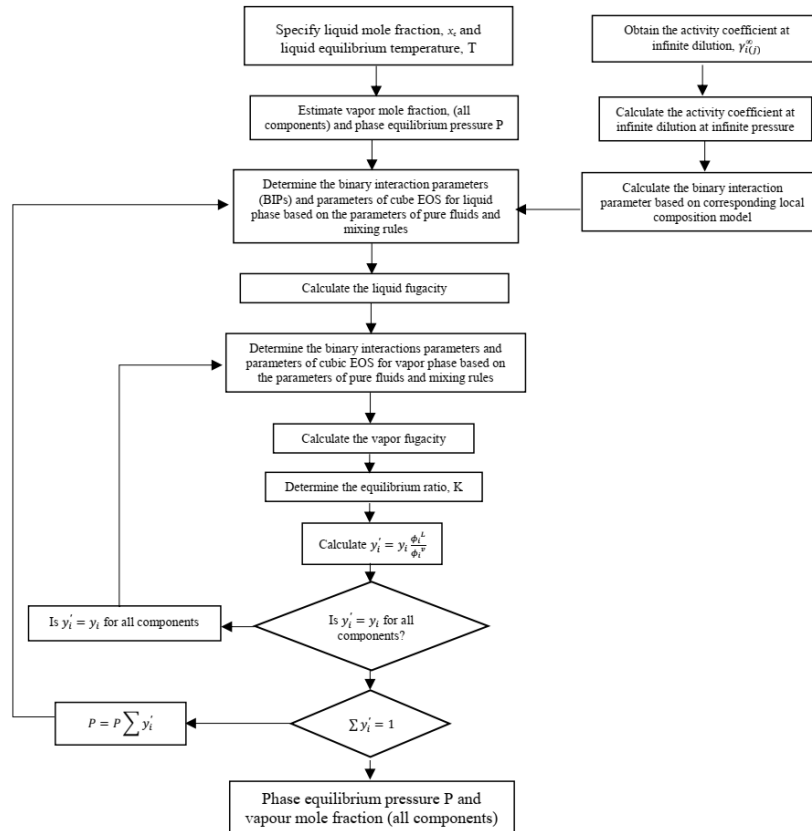 Specify liquid mole fraction, xᵢ and
liquid equilibrium temperature, T
Obtain the activity coefficient at
infinite dilution, γ∞i(j)
Estimate vapor mole fraction, (all
components) and phase equilibrium pressure P
Calculate the activity coefficient at
infinite dilution at infinite pressure
Determine the binary interaction parameters
(BIPs) and parameters of cube EOS for liquid
phase based on the parameters of pure fluids and
mixing rules
Calculate the binary interaction
parameter based on corresponding local
composition model
Calculate the liquid fugacity
Determine the binary interactions parameters and
parameters of cubic EOS for vapor phase based on
the parameters of pure fluids and mixing rules
Calculate the vapor fugacity
Determine the equilibrium ratio, K
Calculate yᵢ′ = yᵢ ϕᵢᴸ/ϕᵢᵛ
Is yᵢ′ = yᵢ for all components
Is yᵢ′ = yᵢ for all
components?
P = P ∑ yᵢ′
∑ yᵢ′ = 1
Phase equilibrium pressure P and
vapour mole fraction (all components)